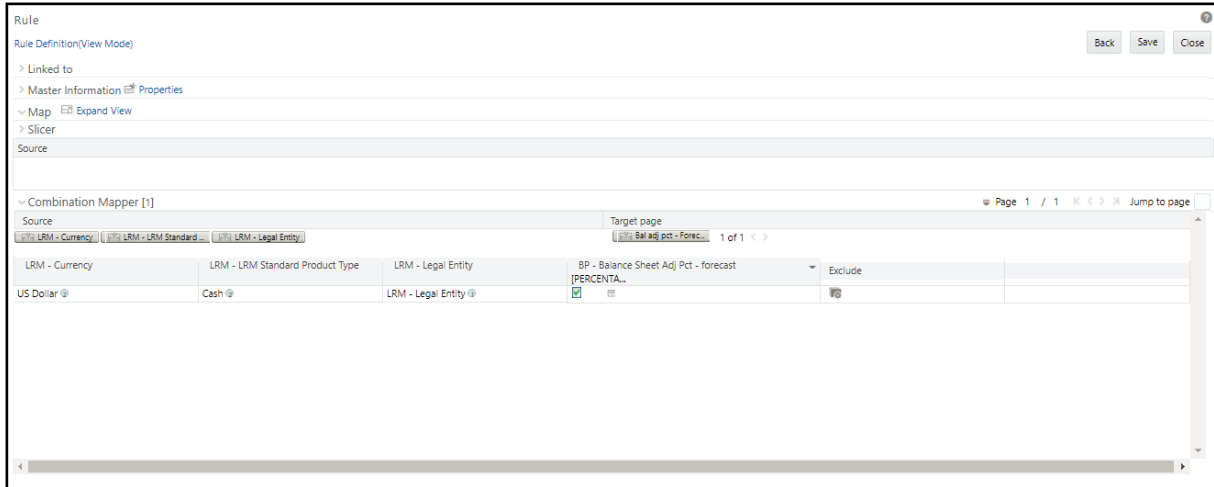 Rule
Rule Definition(View Mode)
Back Save Close
Linked to
Master Information Properties
Map Expand View
Slicer
Source
Combination Mapper [1]
Page 1 / 1 Jump to page
Source Target page
LRM - Currency LRM - LRM Standard ... LRM - Legal Entity Bal adj pct - Forec... 1 of 1
LRM - Currency LRM - LRM Standard Product Type LRM - Legal Entity BP - Balance Sheet Adj Pct - forecast
[PERCENTA... Exclude
US Dollar Cash LRM - Legal Entity